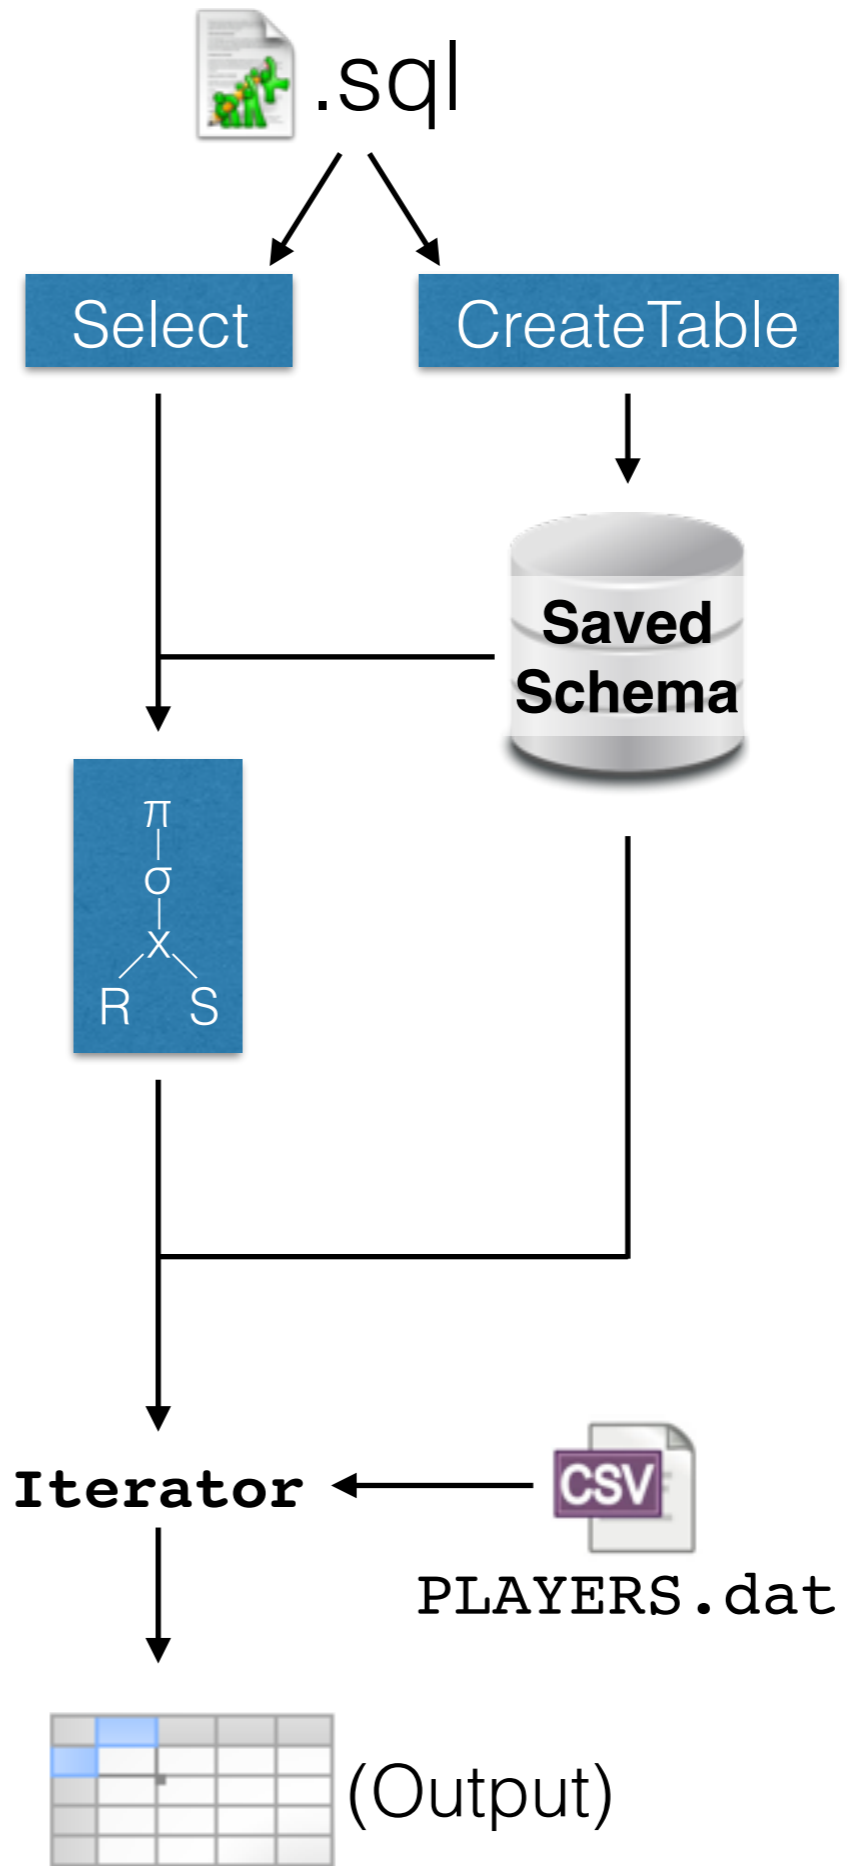 .sql
Select
CreateTable
Saved
Schema
π
σ
X
R S
Iterator
CSV
PLAYERS.dat
(Output)